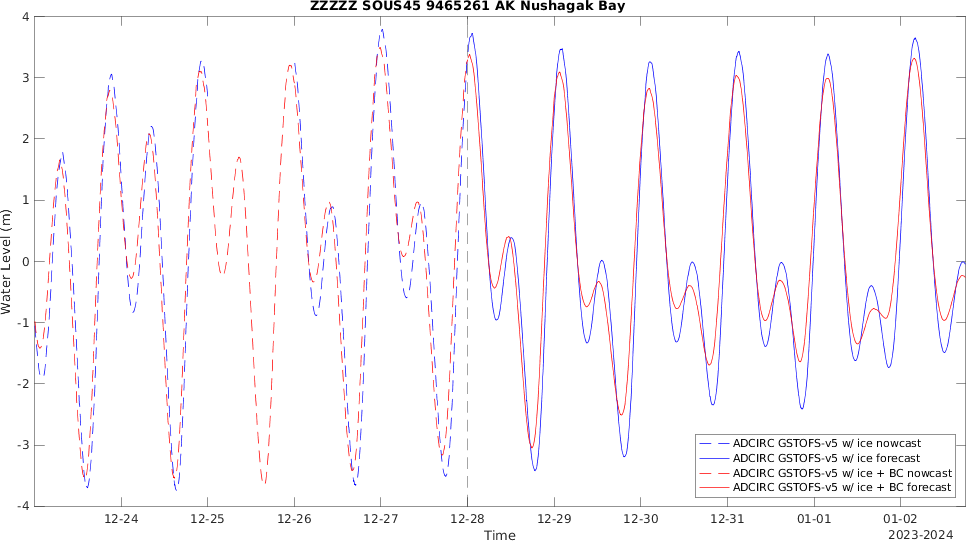 ZZZZZ SOUS45 9465261 AK Nushagak Bay
4
3
2
1
0
-1
-2
-3
-4
Water Level (m)
12-24
12-25
12-26
12-27
12-28
12-29
12-30
12-31
01-01
01-02
Time
2023-2024
ADCIRC GSTOFS-v5 w/ ice nowcast
ADCIRC GSTOFS-v5 w/ ice forecast
ADCIRC GSTOFS-v5 w/ ice + BC nowcast
ADCIRC GSTOFS-v5 w/ ice + BC forecast